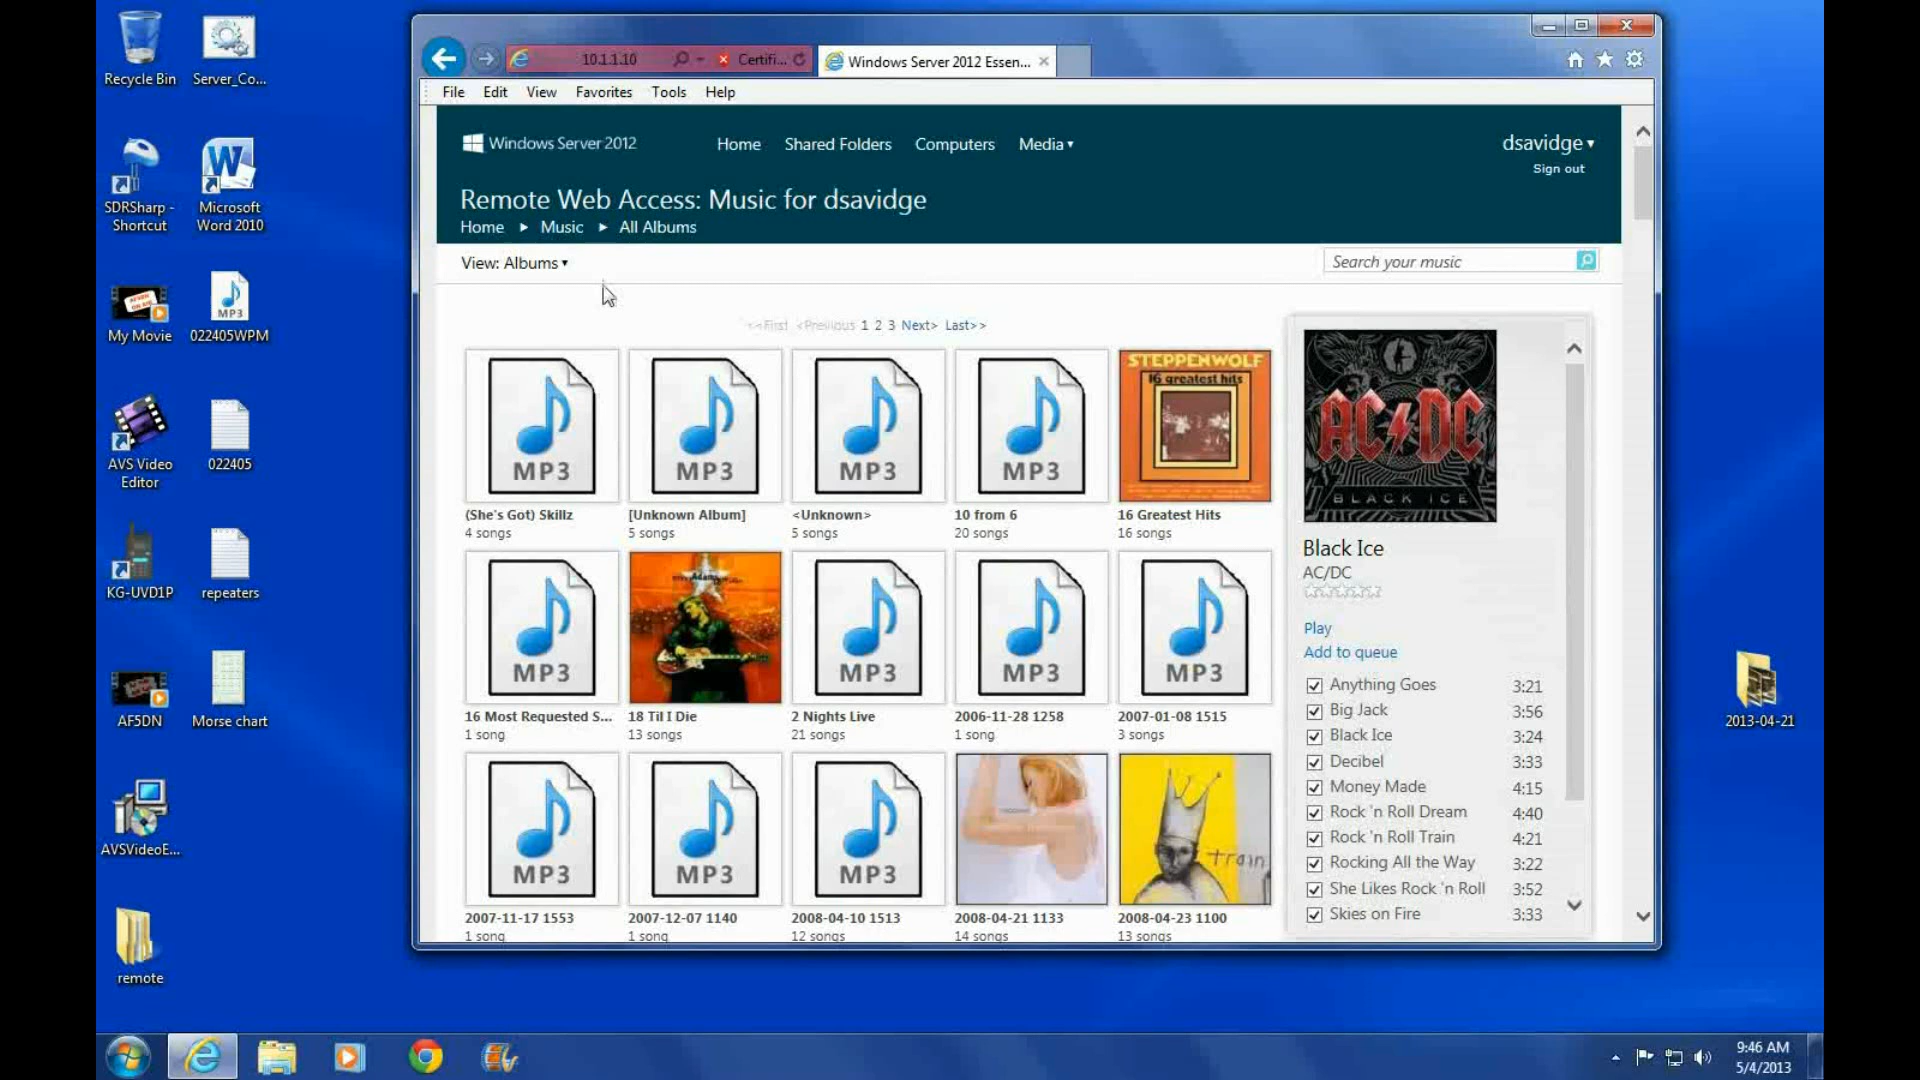 Recycle Bin
Server_Co...
SDRSharp -
Shortcut
Microsoft
Word 2010
My Movie
022405WPM
MP3
AVS Video
Editor
022405
KG-UVD1P
repeaters
AF5DN
Morse chart
AVSVideoE...
remote
2013-04-21
10.1.1.10
Certifi...
Windows Server 2012 Essen...
File Edit View Favorites Tools Help
Windows Server 2012
Home Shared Folders Computers Media
dsavidge
Sign out
Remote Web Access: Music for dsavidge
Home Music All Albums
View: Albums
Search your music
<<First <Previous 1 2 3 Next> Last>>
MP3 MP3 MP3 MP3
STEPPENWOLF
16 greatest hits
(She's Got) Skillz
4 songs
[Unknown Album]
5 songs
<Unknown>
5 songs
10 from 6
20 songs
16 Greatest Hits
16 songs
MP3 MP3 MP3 MP3
16 Most Requested S...
1 song
18 Til I Die
13 songs
2 Nights Live
21 songs
2006-11-28 1258
1 song
2007-01-08 1515
3 songs
MP3 MP3 MP3
train
2007-11-17 1553
1 song
2007-12-07 1140
1 song
2008-04-10 1513
12 songs
2008-04-21 1133
14 songs
2008-04-23 1100
13 songs
AC DC
BLACK ICE
Black Ice
AC/DC
Play
Add to queue
Anything Goes 3:21
Big Jack 3:56
Black Ice 3:24
Decibel 3:33
Money Made 4:15
Rock 'n Roll Dream 4:40
Rock 'n Roll Train 4:21
Rocking All the Way 3:22
She Likes Rock 'n Roll 3:52
Skies on Fire 3:33
9:46 AM
5/4/2013